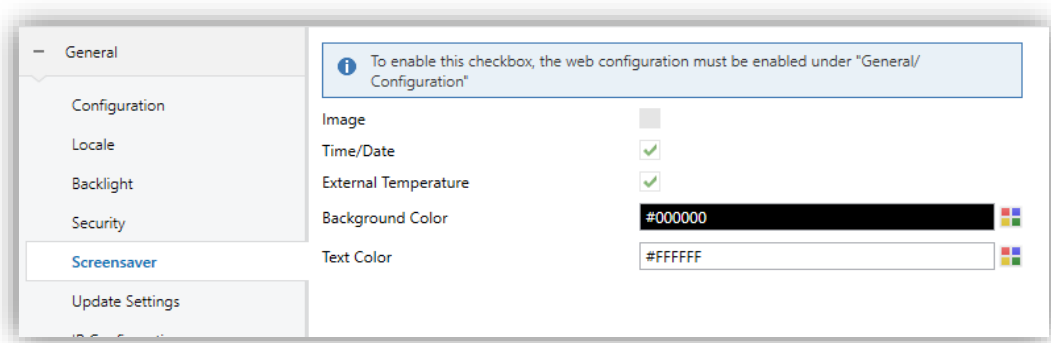 General
Configuration
Locale
Backlight
Security
Screensaver
Update Settings
To enable this checkbox, the web configuration must be enabled under "General/
Configuration"
Image
Time/Date
External Temperature
Background Color #000000
Text Color #FFFFFF